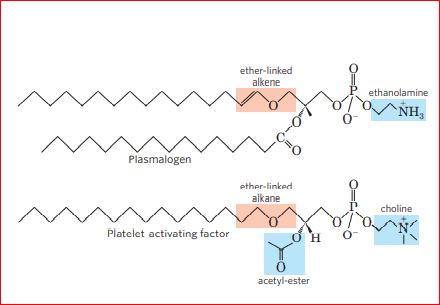 ether-linked
alkene
O
P
ethanolamine
O
O
O
+
NH3
O
O−
C
O
Plasmalogen
ether-linked
alkane
O
P
choline
O
O
O
+
N
Platelet activating factor
O
H
O−
O
acetyl-ester